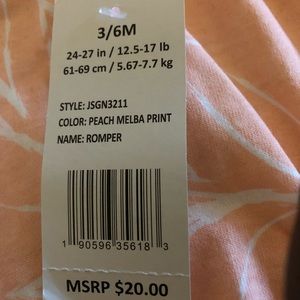 3/6M
24-27 in / 12.5-17 lb
61-69 cm / 5.67-7.7 kg
STYLE: JSGN3211
COLOR: PEACH MELBA PRINT
NAME: ROMPER
1 90596 35618 3
MSRP $20.00